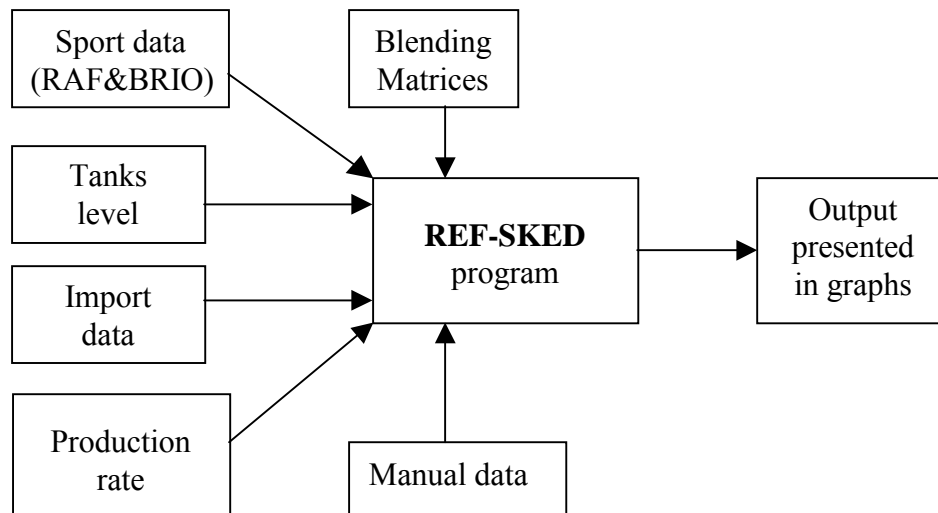 Sport data
(RAF&BRIO)
Blending
Matrices
Tanks
level
REF-SKED
program
Output
presented
in graphs
Import
data
Production
rate
Manual data